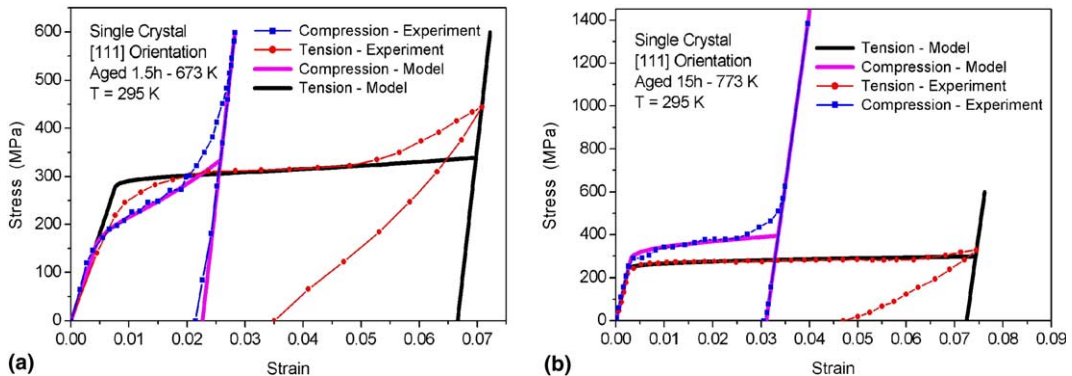 600
500
400
300
200
100
0
Stress (MPa)
Single Crystal
[111] Orientation
Aged 1.5h - 673 K
T = 295 K
Compression - Experiment
Tension - Experiment
Compression - Model
Tension - Model
0.00 0.01 0.02 0.03 0.04 0.05 0.06 0.07
(a)
Strain
1400
1200
1000
800
600
400
200
0
Stress (MPa)
Single Crystal
[111] Orientation
Aged 15h - 773 K
T = 295 K
Tension - Model
Compression - Model
Tension - Experiment
Compression - Experiment
0.00 0.01 0.02 0.03 0.04 0.05 0.06 0.07 0.08 0.09
(b)
Strain